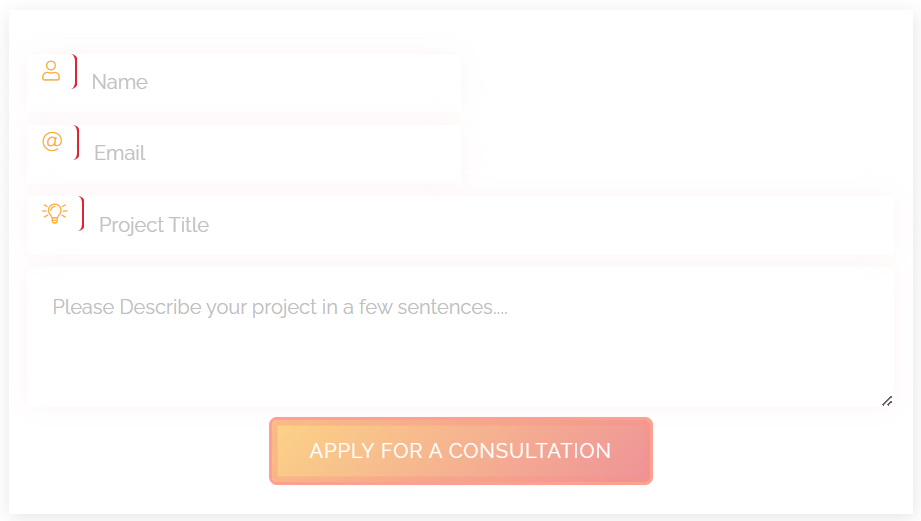 Name
@
Email
Project Title
Please Describe your project in a few sentences....
APPLY FOR A CONSULTATION